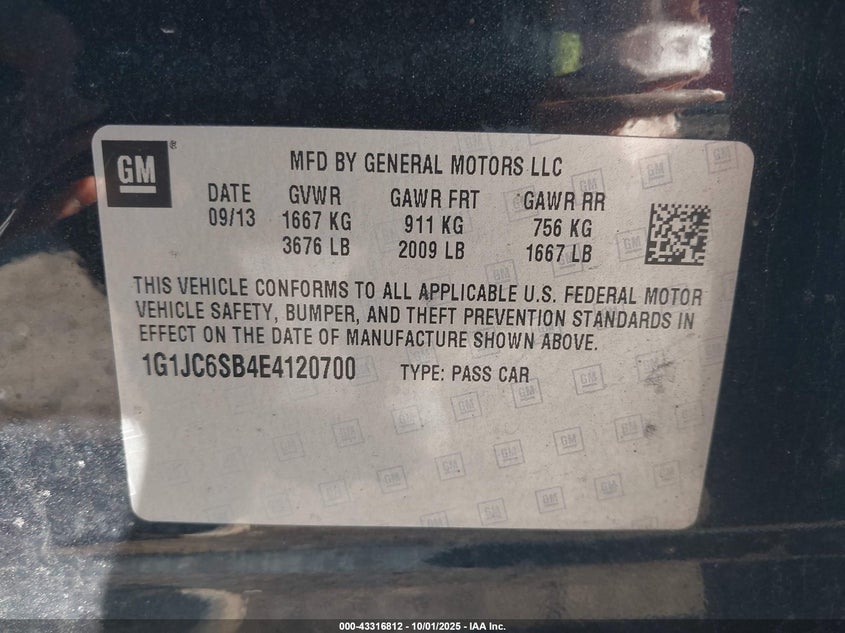 GM
MFD BY GENERAL MOTORS LLC
DATE GVWR GAWR FRT GAWR RR
09/13 1667 KG 911 KG 756 KG
3676 LB 2009 LB 1667 LB
THIS VEHICLE CONFORMS TO ALL APPLICABLE U.S. FEDERAL MOTOR
VEHICLE SAFETY, BUMPER, AND THEFT PREVENTION STANDARDS IN
EFFECT ON THE DATE OF MANUFACTURE SHOWN ABOVE.
1G1JC6SB4E4120700 TYPE: PASS CAR
000-43316812 - 10/01/2025 - IAA Inc.